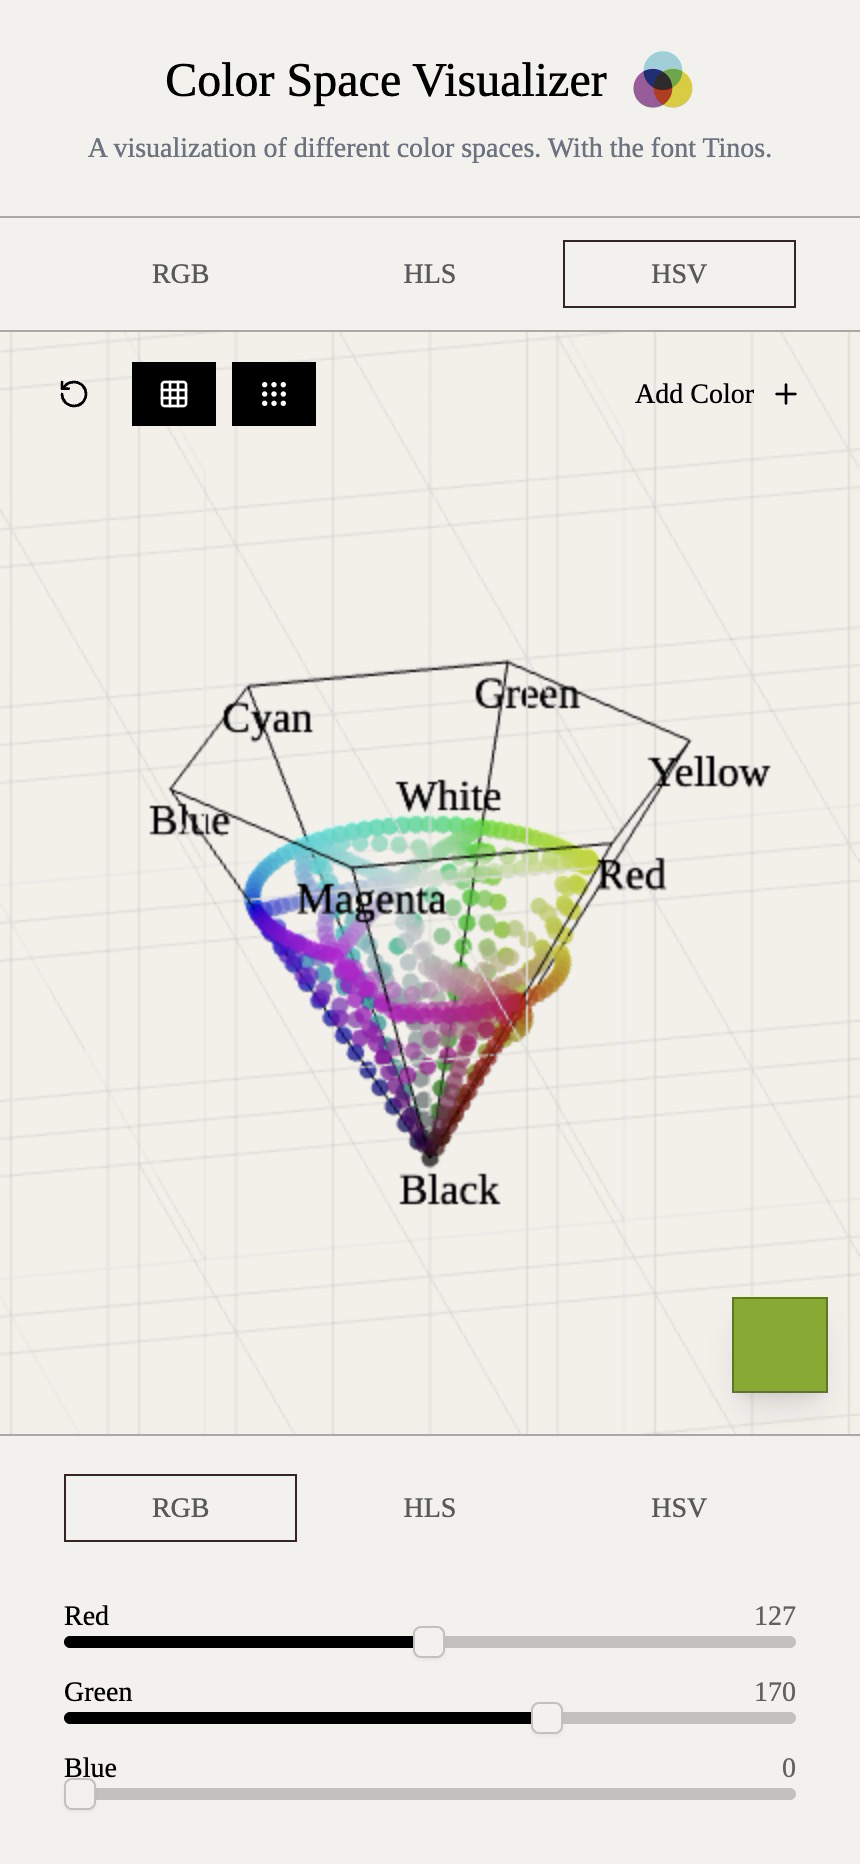 Color Space Visualizer
A visualization of different color spaces. With the font Tinos.
RGB HLS HSV
Add Color
Green
Cyan
Yellow
White
Blue
Red
Magenta
Black
RGB HLS HSV
Red 127
Green 170
Blue 0